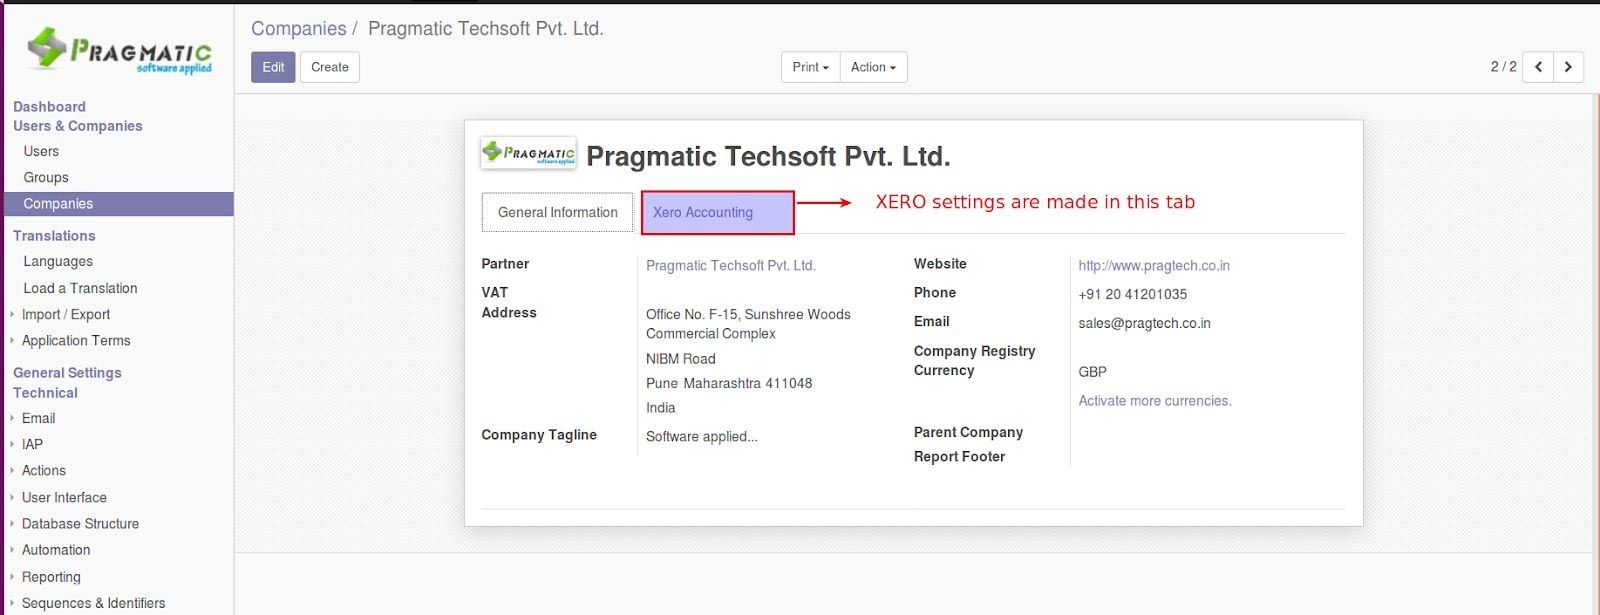 PRAGMATIC
software applied
Companies / Pragmatic Techsoft Pvt. Ltd.
Edit
Create
Print
Action
2 / 2
Dashboard
Users & Companies
Users
Groups
Companies
Translations
Languages
Load a Translation
Import / Export
Application Terms
General Settings
Technical
Email
IAP
Actions
User Interface
Database Structure
Automation
Reporting
Sequences & Identifiers
PRAGMATIC
software applied
Pragmatic Techsoft Pvt. Ltd.
General Information
Xero Accounting
XERO settings are made in this tab
Partner
Pragmatic Techsoft Pvt. Ltd.
VAT
Address
Office No. F-15, Sunshree Woods
Commercial Complex
NIBM Road
Pune Maharashtra 411048
India
Company Tagline
Software applied...
Website
http://www.pragtech.co.in
Phone
+91 20 41201035
Email
sales@pragtech.co.in
Company Registry
Currency
GBP
Activate more currencies.
Parent Company
Report Footer